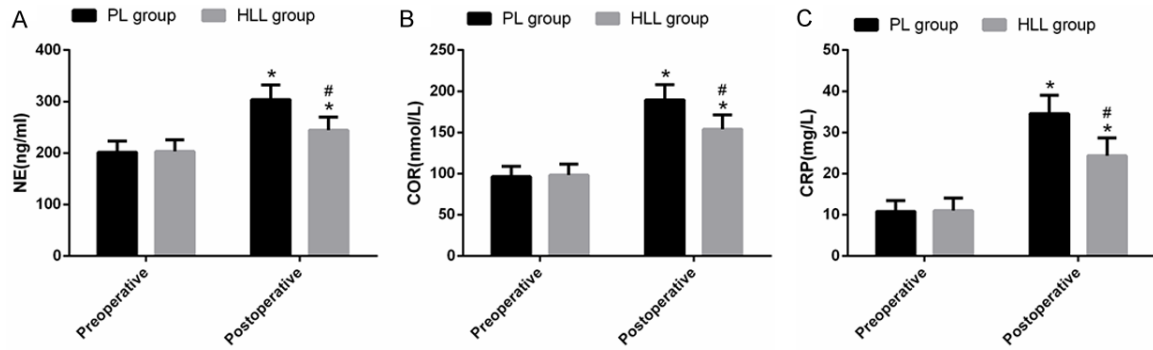 A
PL group
HLL group
NE(ng/ml)
400
300
200
100
0
*
#
*
Preoperative
Postoperative
B
PL group
HLL group
COR(nmol/L)
250
200
150
100
50
0
*
#
*
Preoperative
Postoperative
C
PL group
HLL group
CRP(mg/L)
50
40
30
20
10
0
*
#
*
Preoperative
Postoperative